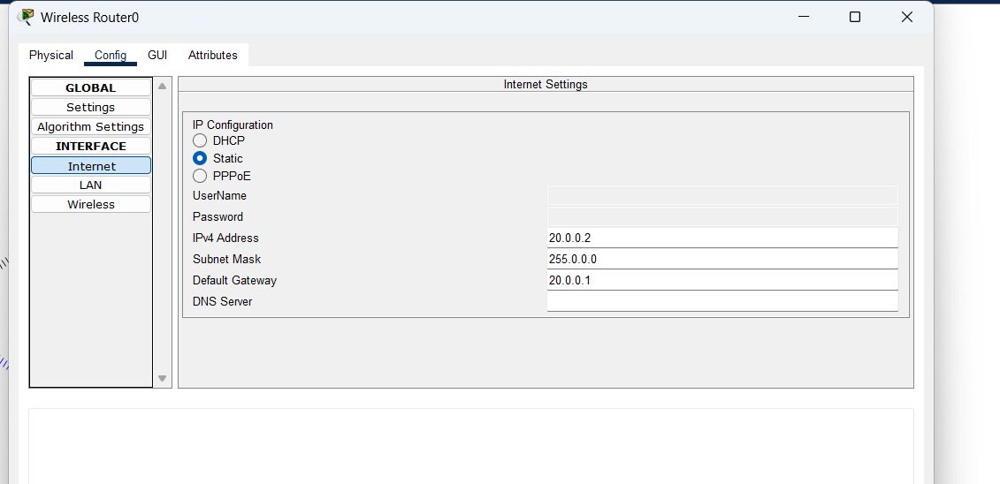 Wireless Router0
Physical Config GUI Attributes
GLOBAL
Settings
Algorithm Settings
INTERFACE
Internet
LAN
Wireless
Internet Settings
IP Configuration
DHCP
Static
PPPoE
UserName
Password
IPv4 Address 20.0.0.2
Subnet Mask 255.0.0.0
Default Gateway 20.0.0.1
DNS Server